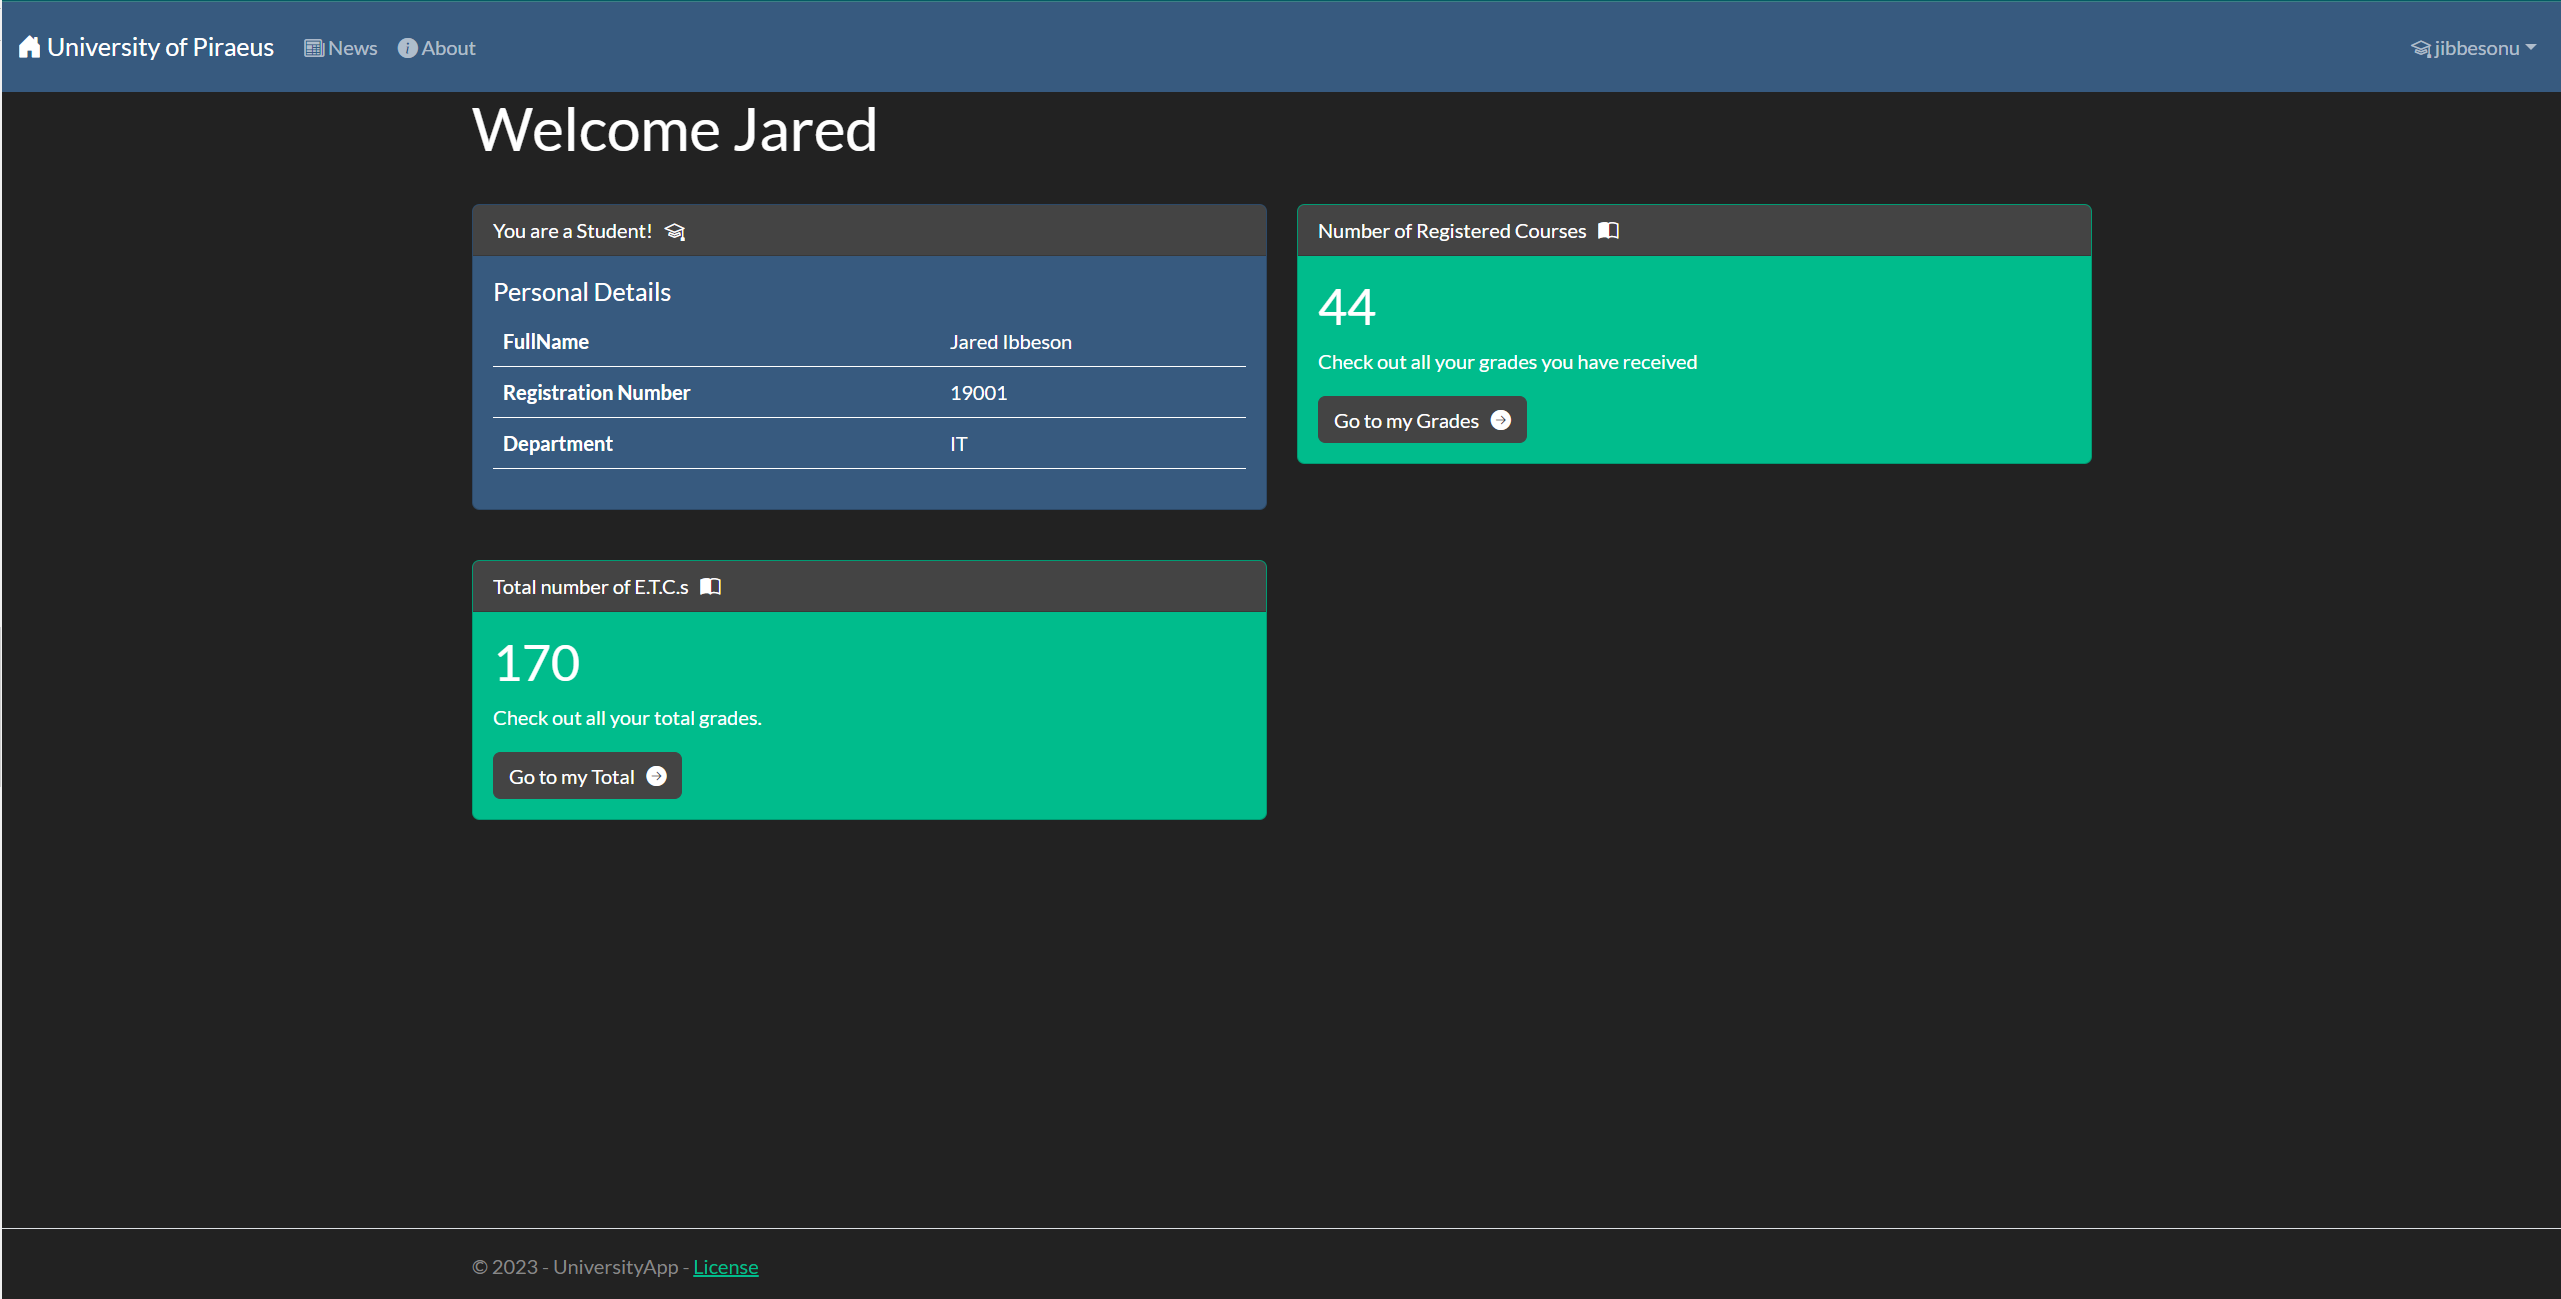 University of Piraeus News About jibbesonu
Welcome Jared
You are a Student!
Personal Details
FullName Jared Ibbeson
Registration Number 19001
Department IT
Number of Registered Courses
44
Check out all your grades you have received
Go to my Grades
Total number of E.T.C.s
170
Check out all your total grades.
Go to my Total
© 2023 - UniversityApp - License